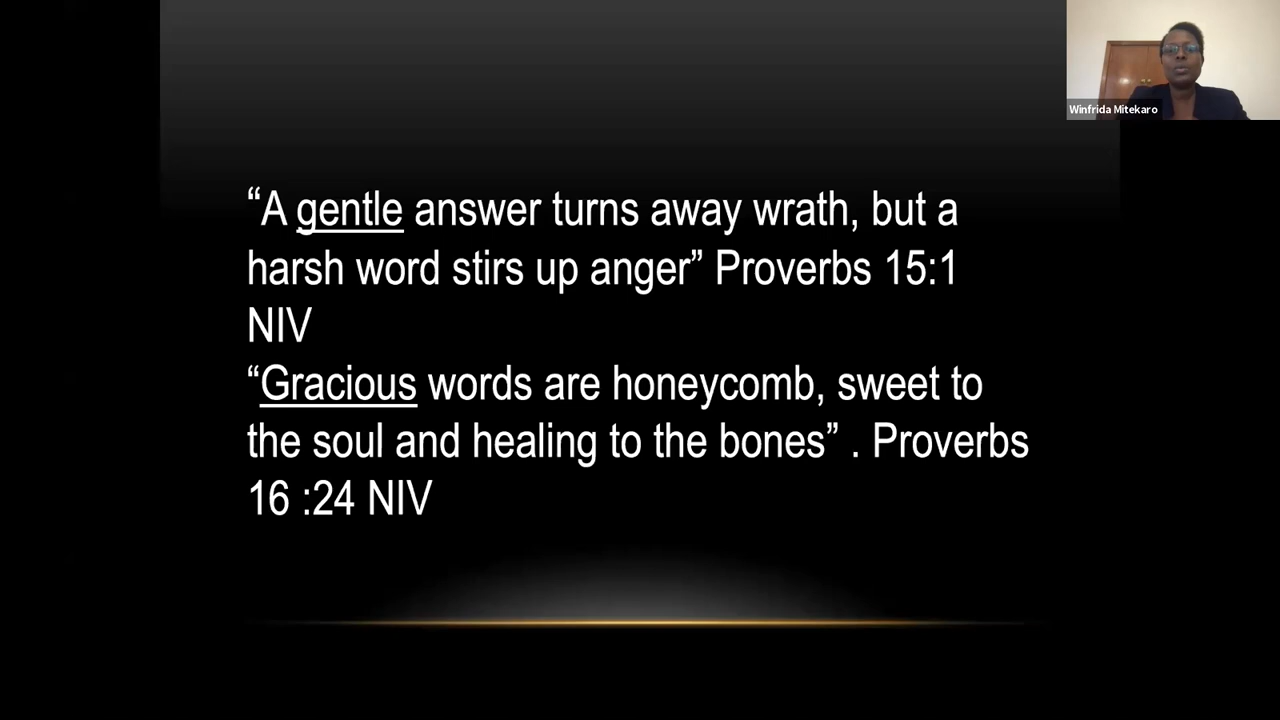 Winfrida Mitekaro
“A gentle answer turns away wrath, but a
harsh word stirs up anger” Proverbs 15:1
NIV
“Gracious words are honeycomb, sweet to
the soul and healing to the bones” . Proverbs
16 :24 NIV